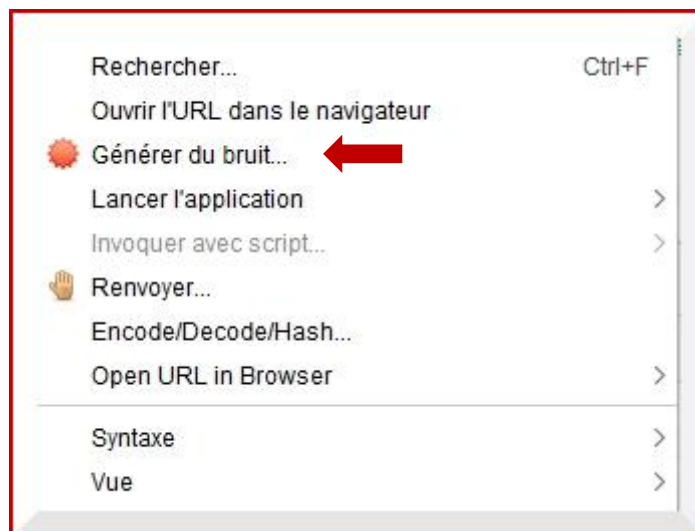 Rechercher... Ctrl+F
Ouvrir l'URL dans le navigateur
Générer du bruit...
Lancer l'application
Invoquer avec script...
Renvoyer...
Encode/Decode/Hash...
Open URL in Browser
Syntaxe
Vue